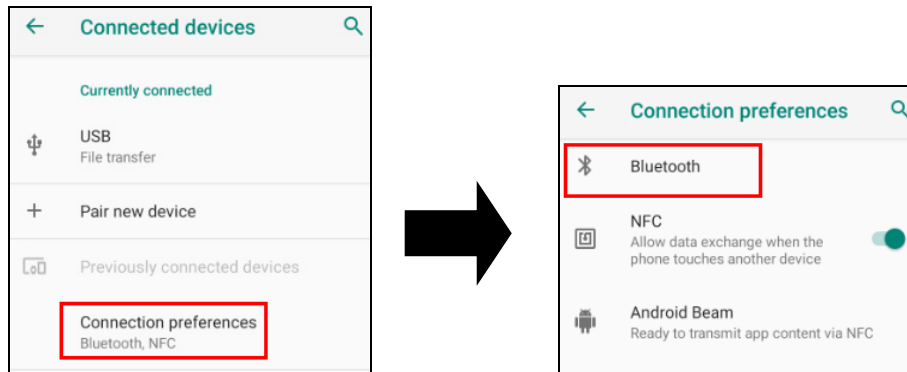 Connected devices
Currently connected
USB
File transfer
Pair new device
Previously connected devices
Connection preferences
Bluetooth, NFC
Connection preferences
Bluetooth
NFC
Allow data exchange when the
phone touches another device
Android Beam
Ready to transmit app content via NFC